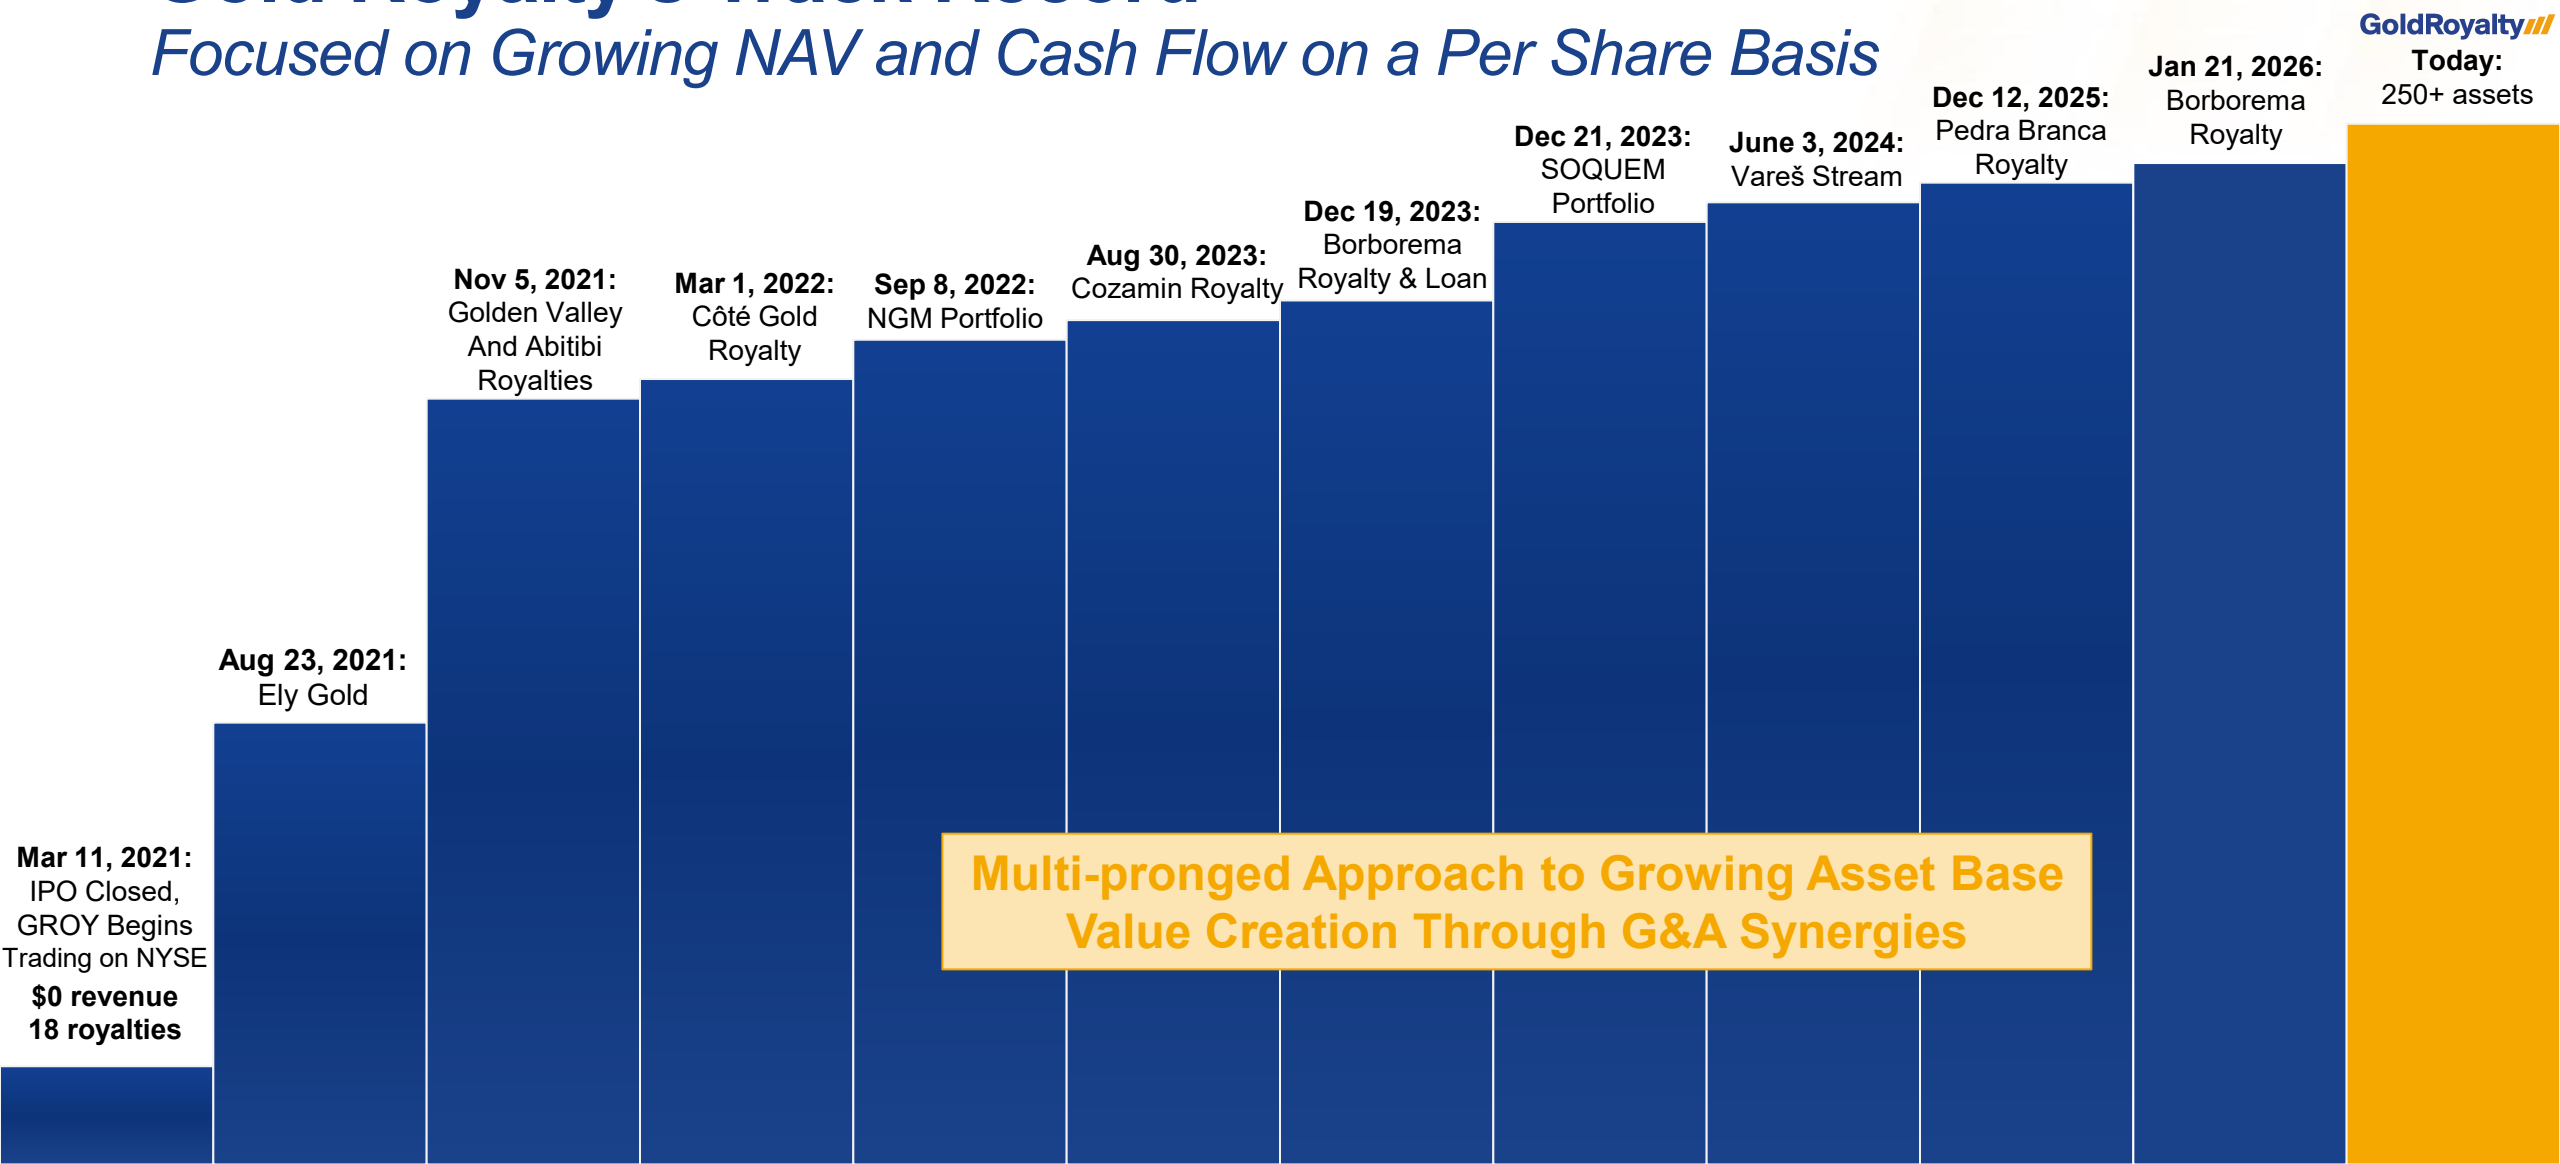 Gold Royalty's Track Record
Focused on Growing NAV and Cash Flow on a Per Share Basis
GoldRoyalty
Mar 11, 2021:
IPO Closed,
GROY Begins
Trading on NYSE
$0 revenue
18 royalties
Aug 23, 2021:
Ely Gold
Nov 5, 2021:
Golden Valley
And Abitibi
Royalties
Mar 1, 2022:
Côté Gold
Royalty
Sep 8, 2022:
NGM Portfolio
Aug 30, 2023:
Cozamin Royalty
Dec 19, 2023:
Borborema
Royalty & Loan
Dec 21, 2023:
SOQUEM
Portfolio
June 3, 2024:
Vareš Stream
Dec 12, 2025:
Pedra Branca
Royalty
Jan 21, 2026:
Borborema
Royalty
Today:
250+ assets
Multi-pronged Approach to Growing Asset Base
Value Creation Through G&A Synergies